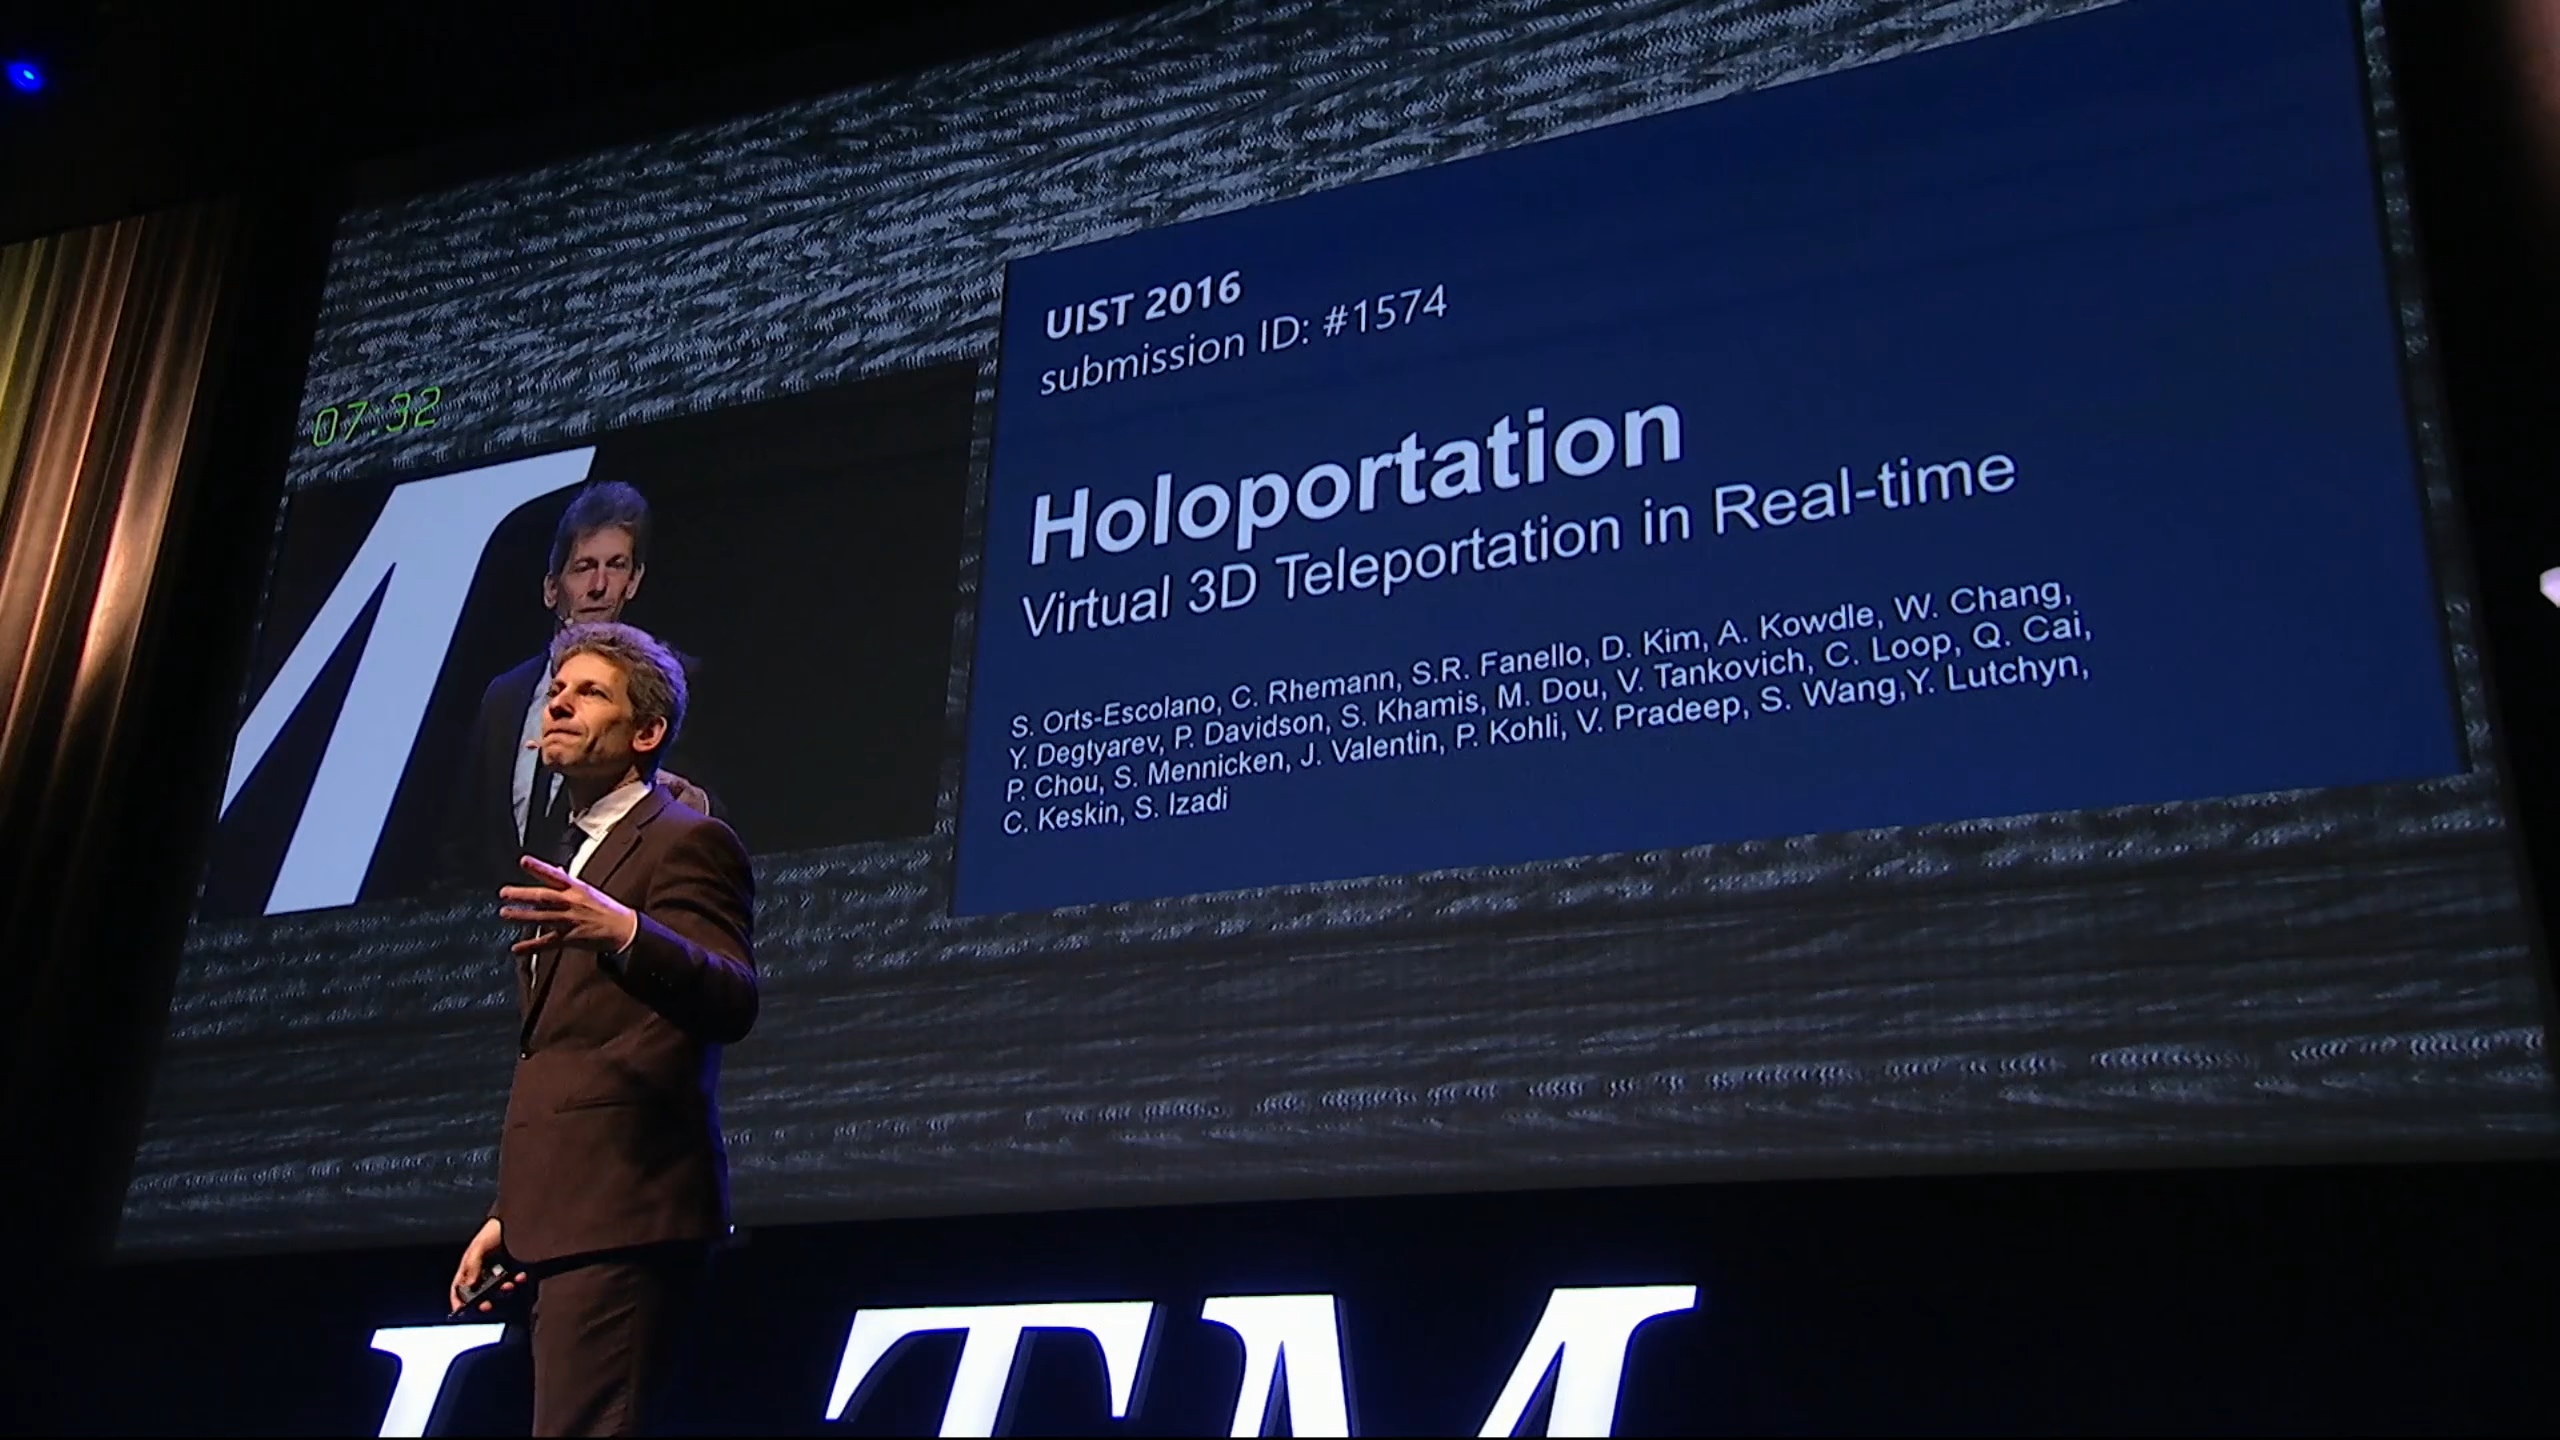 07:32
UIST 2016
submission ID: #1574
Holoportation
Virtual 3D Teleportation in Real-time
S. Orts-Escolano, C. Rhemann, S.R. Fanello, D. Kim, A. Kowdle, W. Chang,
Y. Degtyarev, P. Davidson, S. Khamis, M. Dou, V. Tankovich, C. Loop, Q. Cai,
P. Chou, S. Mennicken, J. Valentin, P. Kohli, V. Pradeep, S. Wang,Y. Lutchyn,
C. Keskin, S. Izadi